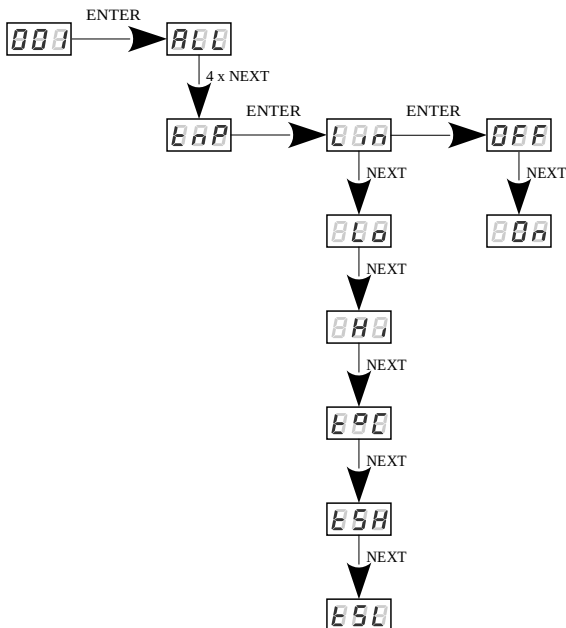 ENTER
001 ALL
4 x NEXT
ENTER ENTER
tnP Lin OFF
NEXT NEXT
Lo On
NEXT
Hi
NEXT
t°C
NEXT
tSH
NEXT
tSL